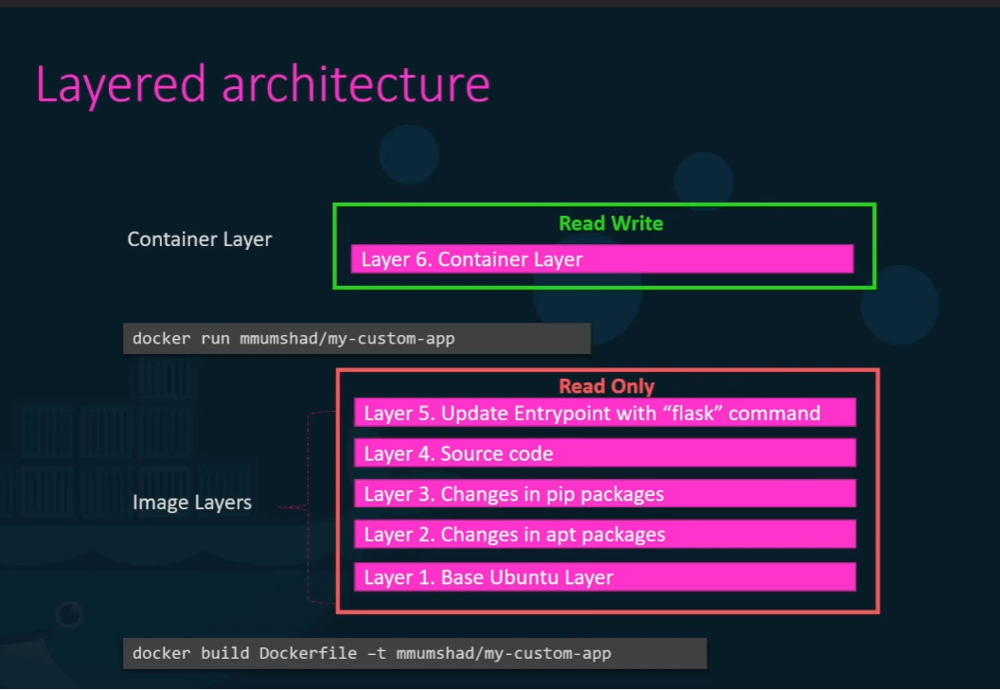 Layered architecture
Container Layer
Read Write
Layer 6. Container Layer
docker run mmumshad/my-custom-app
Read Only
Layer 5. Update Entrypoint with “flask” command
Layer 4. Source code
Layer 3. Changes in pip packages
Image Layers
Layer 2. Changes in apt packages
Layer 1. Base Ubuntu Layer
docker build Dockerfile –t mmumshad/my-custom-app